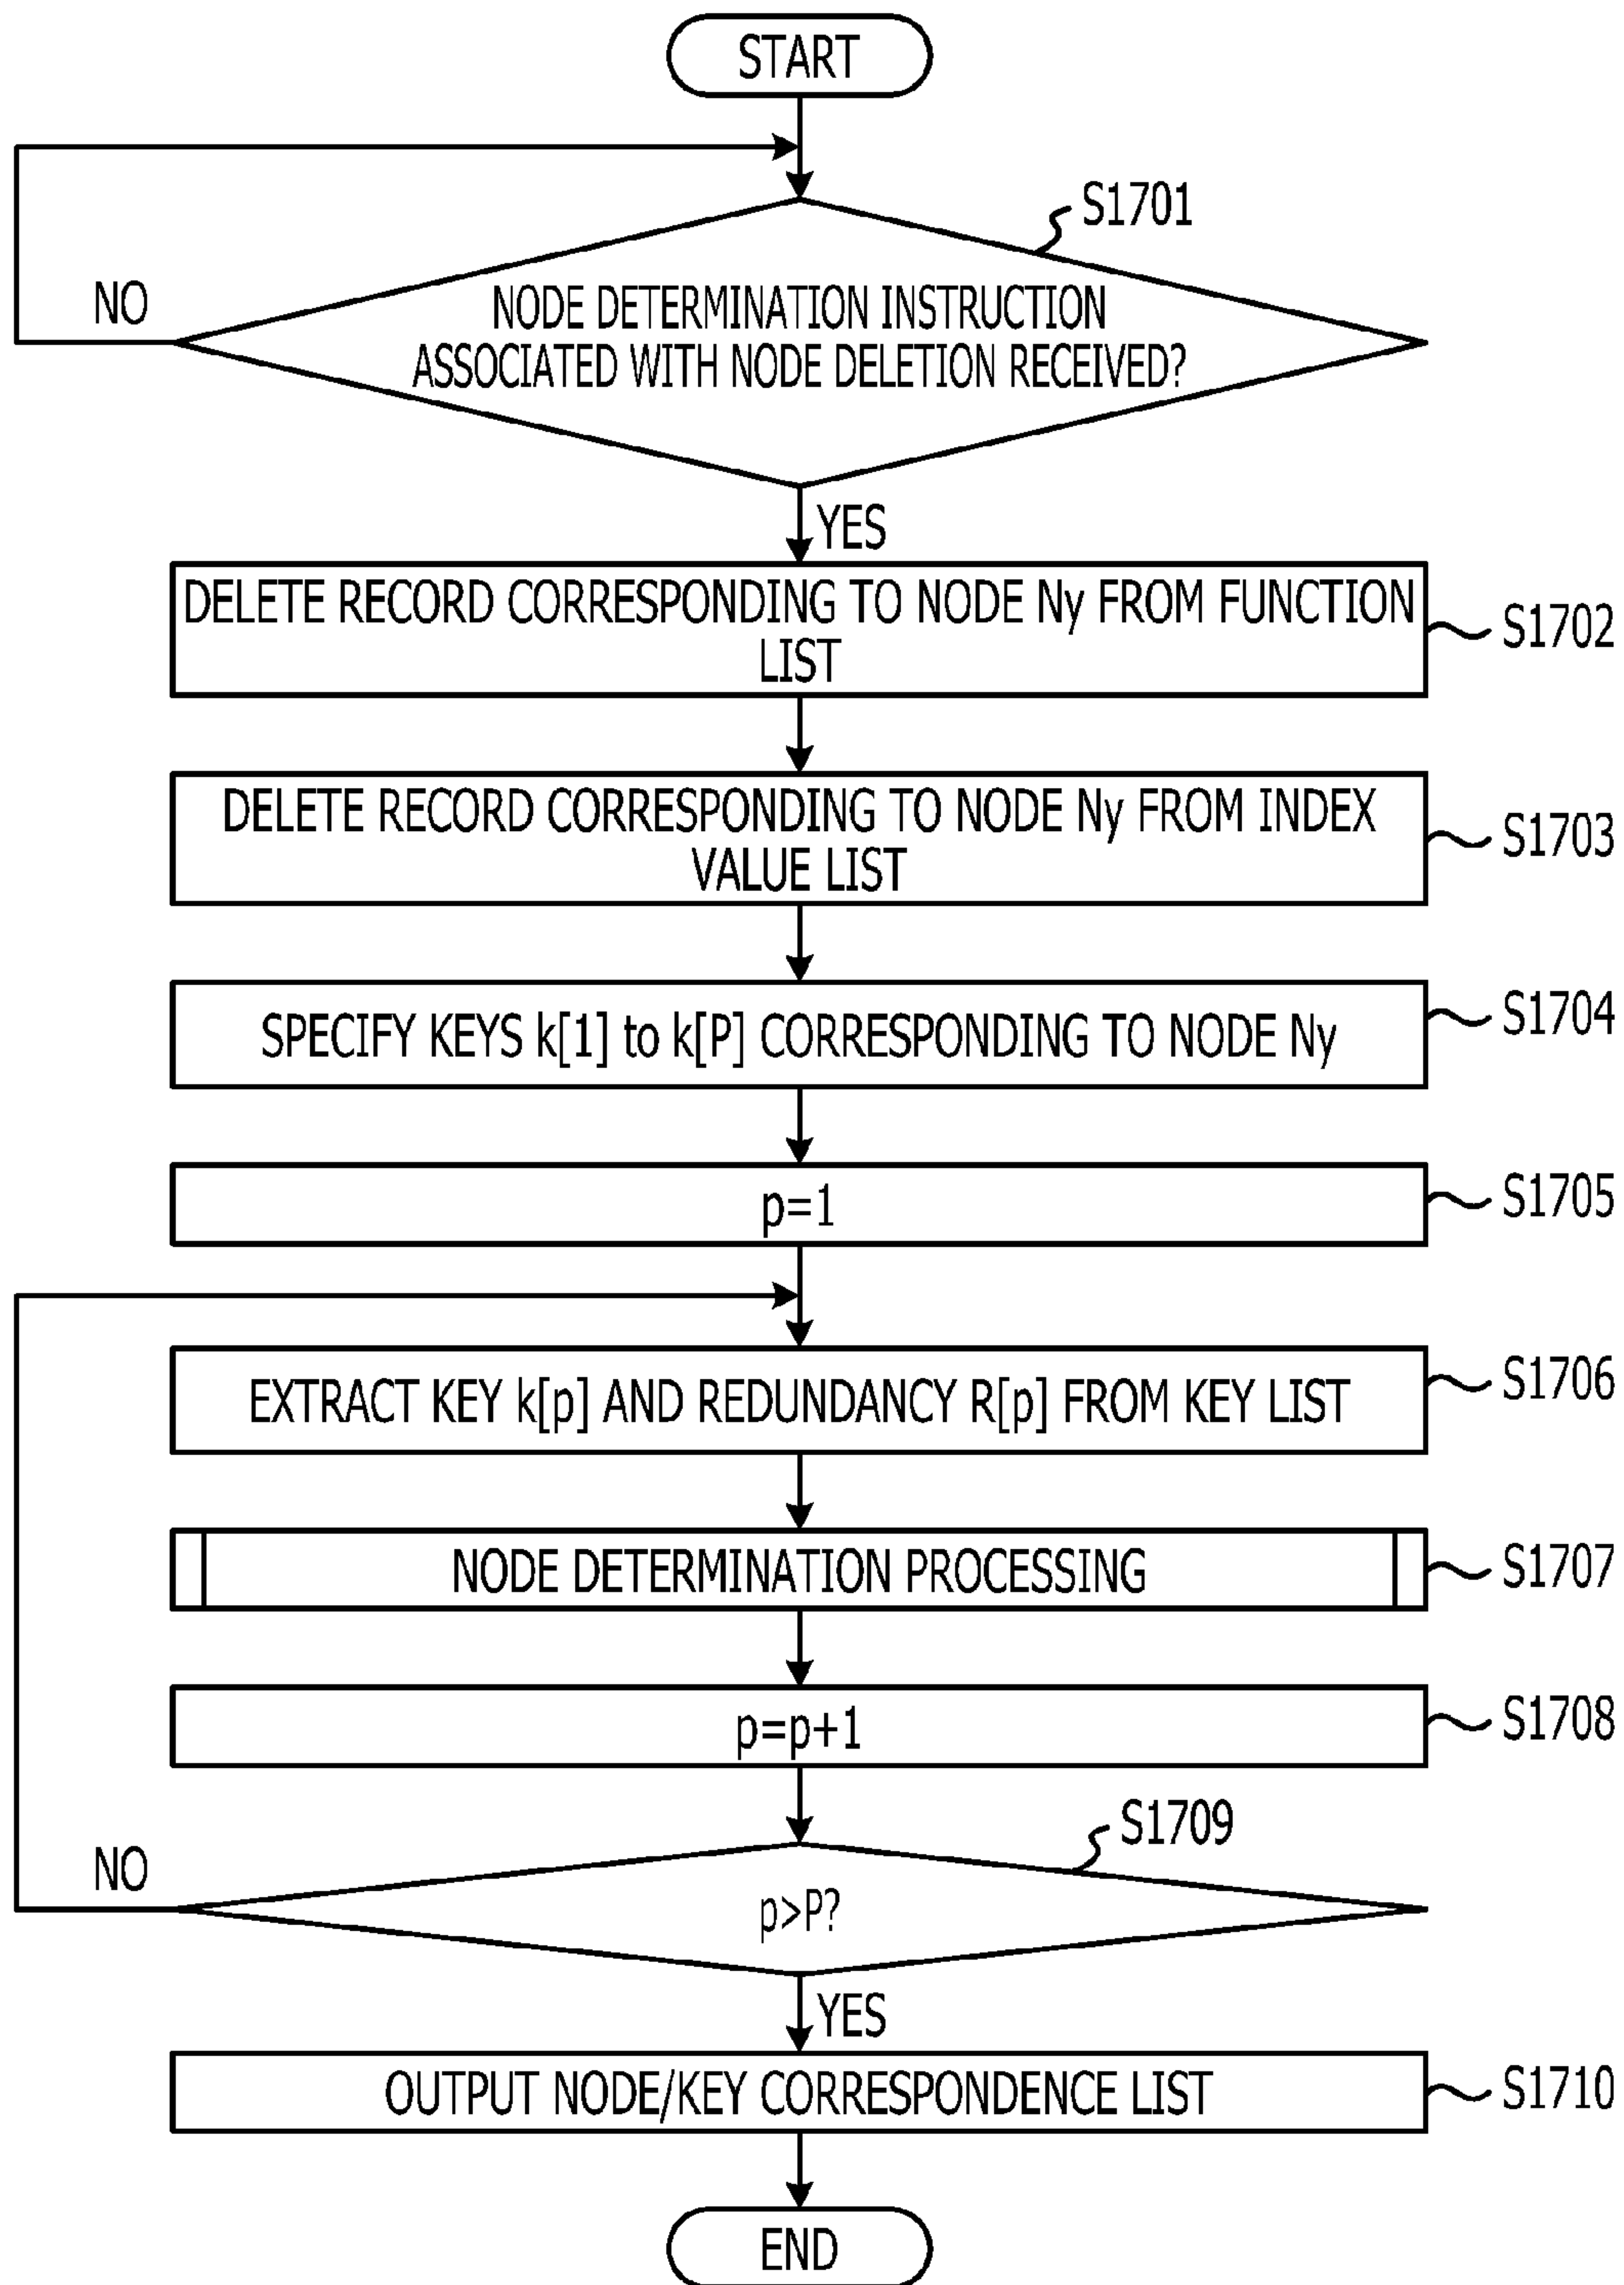 START
S1701
NO
NODE DETERMINATION INSTRUCTION
ASSOCIATED WITH NODE DELETION RECEIVED?
YES
DELETE RECORD CORRESPONDING TO NODE Ny FROM FUNCTION
LIST
S1702
DELETE RECORD CORRESPONDING TO NODE Ny FROM INDEX
VALUE LIST
S1703
SPECIFY KEYS k[1] to k[P] CORRESPONDING TO NODE Ny
S1704
p=1
S1705
EXTRACT KEY k[p] AND REDUNDANCY R[p] FROM KEY LIST
S1706
NODE DETERMINATION PROCESSING
S1707
p=p+1
S1708
S1709
NO
p>P?
YES
OUTPUT NODE/KEY CORRESPONDENCE LIST
S1710
END